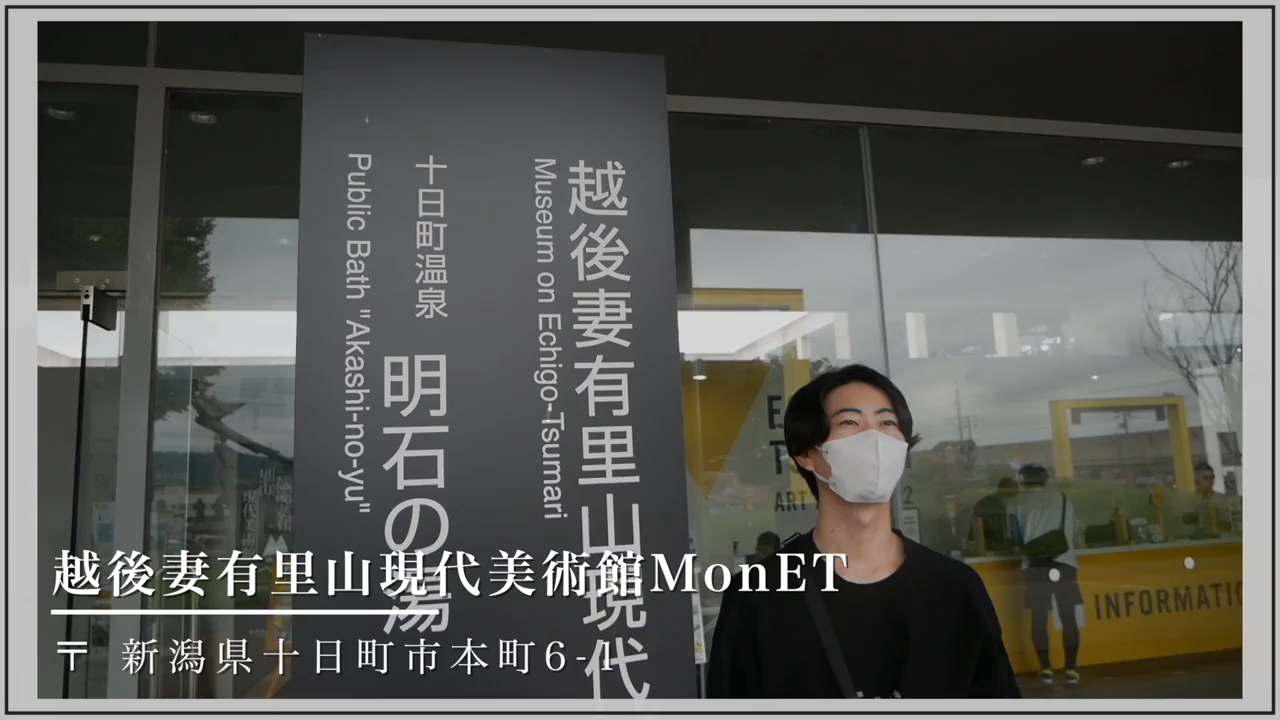 越後妻有里山現代
Museum on Echigo-Tsumari
十日町温泉
明石の湯
Public Bath "Akashi-no-yu"
ART
2
INFORMATIO
越後妻有里山現代美術館MonET
〒 新潟県十日町市本町6-1